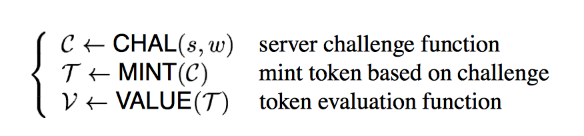 𝒞 ← CHAL(s, w) server challenge function
𝒯 ← MINT(𝒞) mint token based on challenge
𝒱 ← VALUE(𝒯) token evaluation function